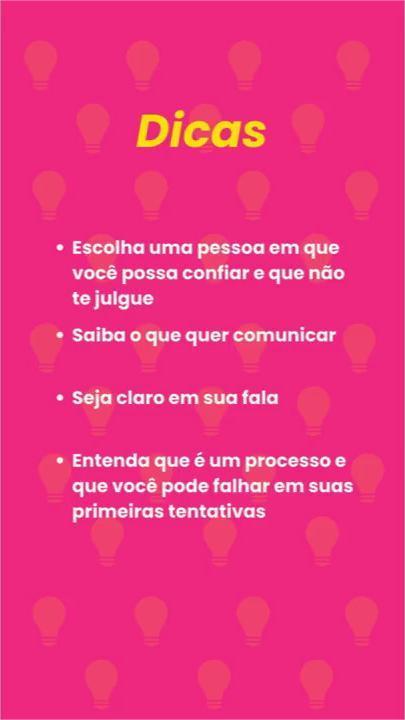 Dicas
• Escolha uma pessoa em que
você possa confiar e que não
te julgue
• Saiba o que quer comunicar
• Seja claro em sua fala
• Entenda que é um processo e
que você pode falhar em suas
primeiras tentativas